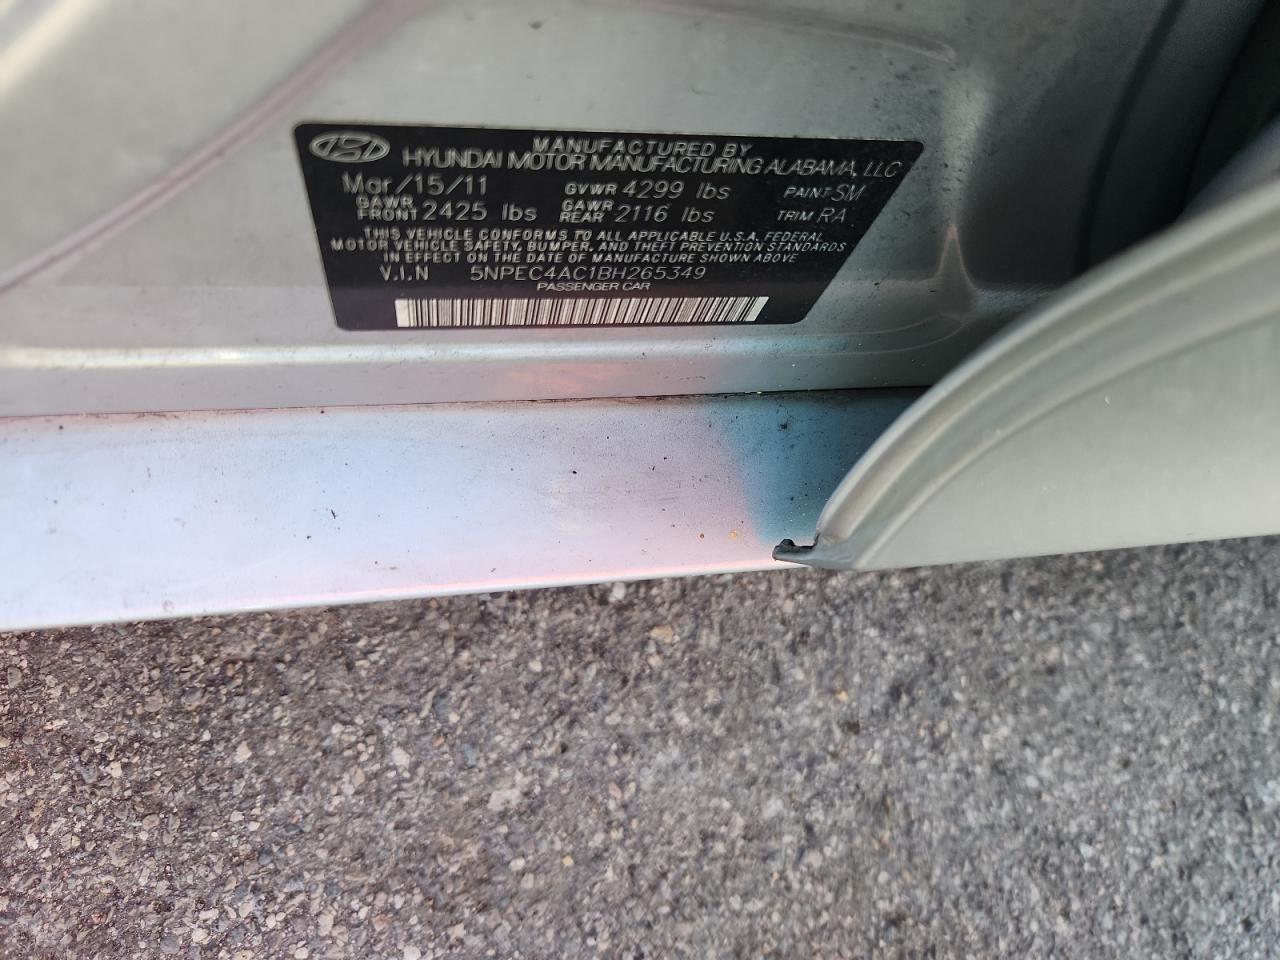 MANUFACTURED BY
HYUNDAI MOTOR MANUFACTURING ALABAMA, LLC
Mar/15/11 GVWR 4299 lbs PAINT SM
GAWR FRONT 2425 lbs GAWR REAR 2116 lbs TRIM RA
THIS VEHICLE CONFORMS TO ALL APPLICABLE U.S.A. FEDERAL
MOTOR VEHICLE SAFETY, BUMPER, AND THEFT PREVENTION STANDARDS
IN EFFECT ON THE DATE OF MANUFACTURE SHOWN ABOVE
V.I.N 5NPEC4AC1BH265349
PASSENGER CAR